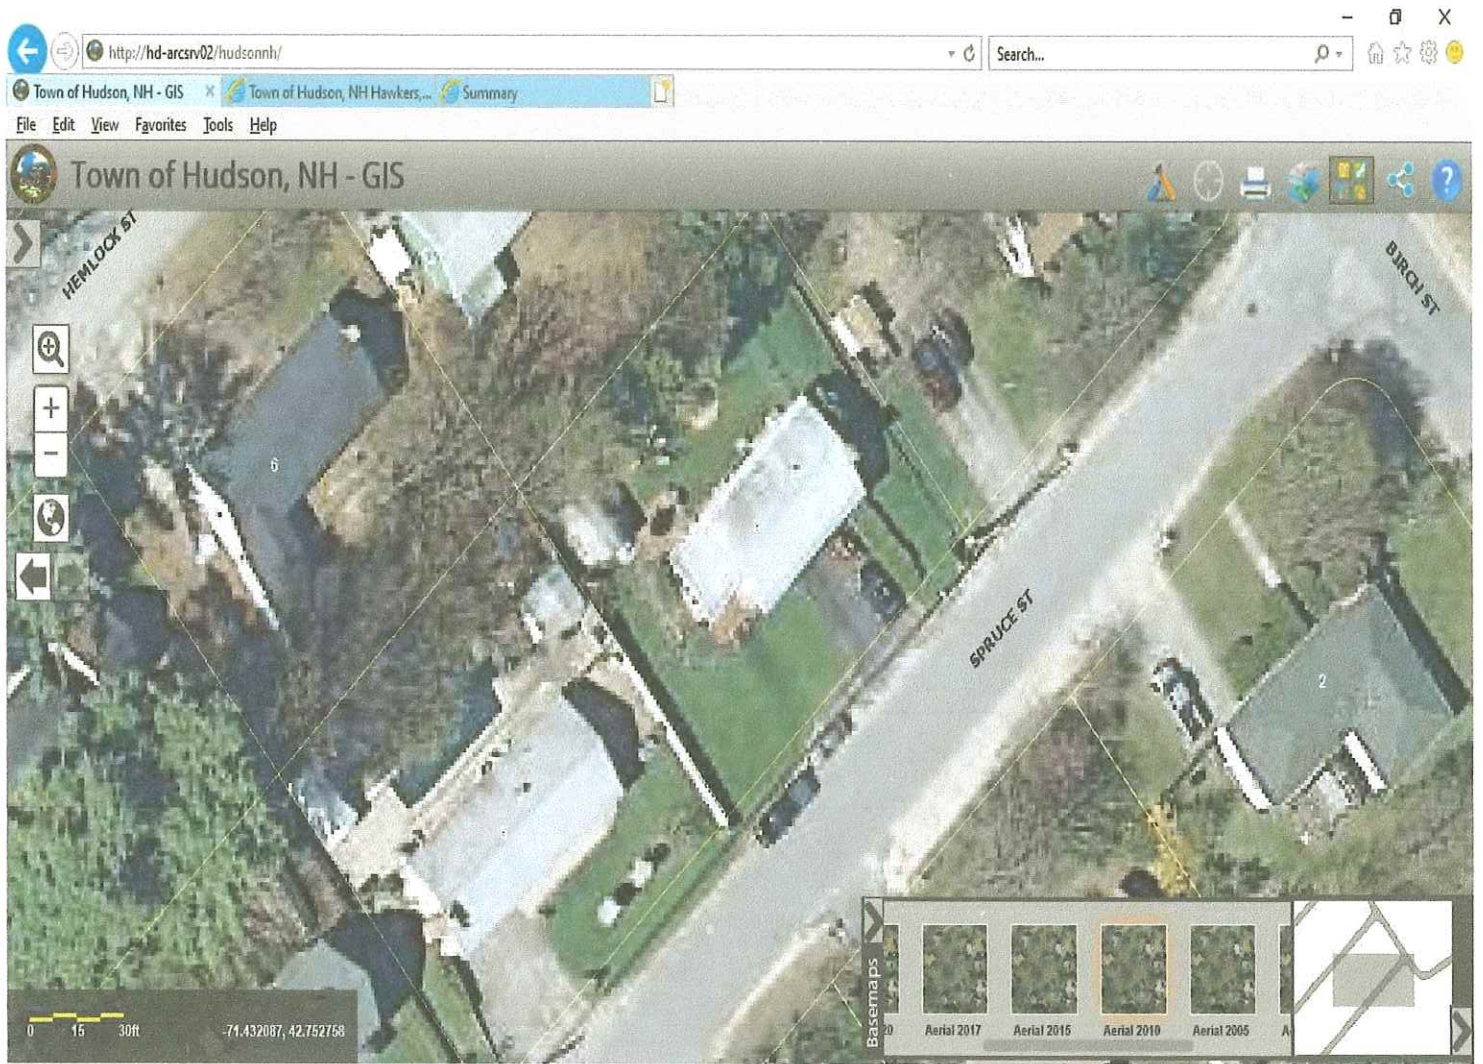 http://hd-arcsrv02/hudsonnh/
Search...
Town of Hudson, NH - GIS
Town of Hudson, NH Hawkers,...
Summary
File Edit View Favorites Tools Help
Town of Hudson, NH - GIS
HEMLOCK ST
BIRCH ST
6
SPRUCE ST
2
0 15 30ft
-71.432087, 42.752758
Basemaps
20
Aerial 2017
Aerial 2015
Aerial 2010
Aerial 2005
A